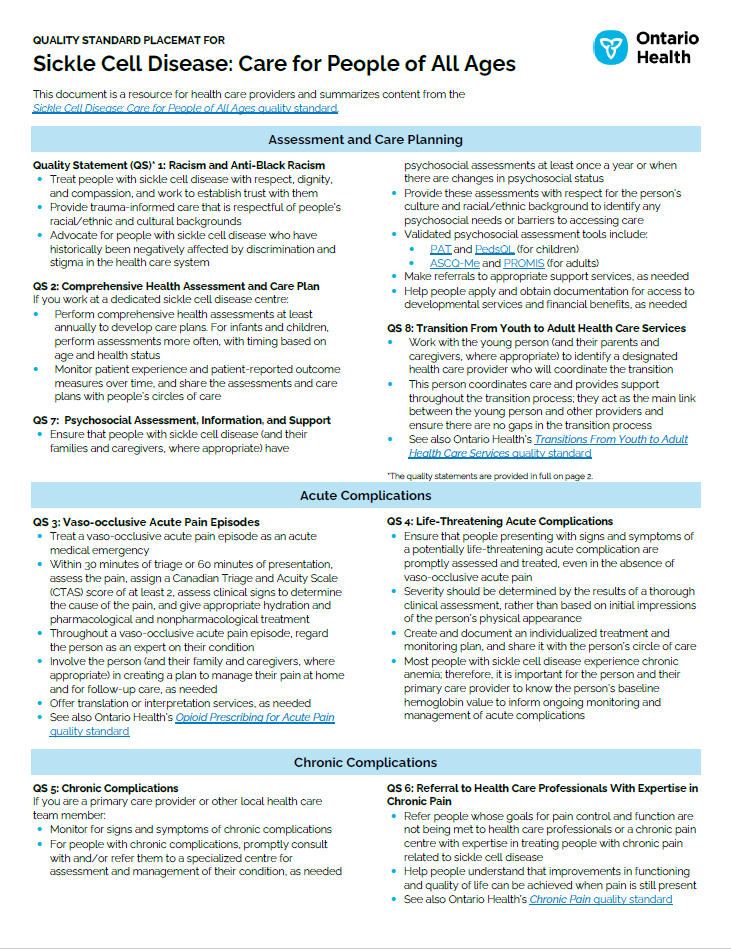 QUALITY STANDARD PLACEMAT FOR
Sickle Cell Disease: Care for People of All Ages
Ontario
Health
This document is a resource for health care providers and summarizes content from the
Sickle Cell Disease: Care for People of All Ages quality standard.
Assessment and Care Planning
Quality Statement (QS)* 1: Racism and Anti-Black Racism
• Treat people with sickle cell disease with respect, dignity,
and compassion, and work to establish trust with them
• Provide trauma-informed care that is respectful of people's
racial/ethnic and cultural backgrounds
• Advocate for people with sickle cell disease who have
historically been negatively affected by discrimination and
stigma in the health care system
QS 2: Comprehensive Health Assessment and Care Plan
If you work at a dedicated sickle cell disease centre:
• Perform comprehensive health assessments at least
annually to develop care plans. For infants and children,
perform assessments more often, with timing based on
age and health status
• Monitor patient experience and patient-reported outcome
measures over time, and share the assessments and care
plans with people's circles of care
QS 7: Psychosocial Assessment, Information, and Support
• Ensure that people with sickle cell disease (and their
families and caregivers, where appropriate) have
psychosocial assessments at least once a year or when
there are changes in psychosocial status
• Provide these assessments with respect for the person's
culture and racial/ethnic background to identify any
psychosocial needs or barriers to accessing care
• Validated psychosocial assessment tools include:
• PAT and PedsQL (for children)
• ASCQ-Me and PROMIS (for adults)
• Make referrals to appropriate support services, as needed
• Help people apply and obtain documentation for access to
developmental services and financial benefits, as needed
QS 8: Transition From Youth to Adult Health Care Services
• Work with the young person (and their parents and
caregivers, where appropriate) to identify a designated
health care provider who will coordinate the transition
• This person coordinates care and provides support
throughout the transition process; they act as the main link
between the young person and other providers and
ensure there are no gaps in the transition process
• See also Ontario Health's Transitions From Youth to Adult
Health Care Services quality standard
*The quality statements are provided in full on page 2.
Acute Complications
QS 3: Vaso-occlusive Acute Pain Episodes
• Treat a vaso-occlusive acute pain episode as an acute
medical emergency
• Within 30 minutes of triage or 60 minutes of presentation,
assess the pain, assign a Canadian Triage and Acuity Scale
(CTAS) score of at least 2, assess clinical signs to determine
the cause of the pain, and give appropriate hydration and
pharmacological and nonpharmacological treatment
• Throughout a vaso-occlusive acute pain episode, regard
the person as an expert on their condition
• Involve the person (and their family and caregivers, where
appropriate) in creating a plan to manage their pain at home
and for follow-up care, as needed
• Offer translation or interpretation services, as needed
• See also Ontario Health's Opioid Prescribing for Acute Pain
quality standard
QS 4: Life-Threatening Acute Complications
• Ensure that people presenting with signs and symptoms of
a potentially life-threatening acute complication are
promptly assessed and treated, even in the absence of
vaso-occlusive acute pain
• Severity should be determined by the results of a thorough
clinical assessment, rather than based on initial impressions
of the person's physical appearance
• Create and document an individualized treatment and
monitoring plan, and share it with the person's circle of care
• Most people with sickle cell disease experience chronic
anemia; therefore, it is important for the person and their
primary care provider to know the person's baseline
hemoglobin value to inform ongoing monitoring and
management of acute complications
Chronic Complications
QS 5: Chronic Complications
If you are a primary care provider or other local health care
team member:
• Monitor for signs and symptoms of chronic complications
• For people with chronic complications, promptly consult
with and/or refer them to a specialized centre for
assessment and management of their condition, as needed
QS 6: Referral to Health Care Professionals With Expertise in
Chronic Pain
• Refer people whose goals for pain control and function are
not being met to health care professionals or a chronic pain
centre with expertise in treating people with chronic pain
related to sickle cell disease
• Help people understand that improvements in functioning
and quality of life can be achieved when pain is still present
• See also Ontario Health's Chronic Pain quality standard